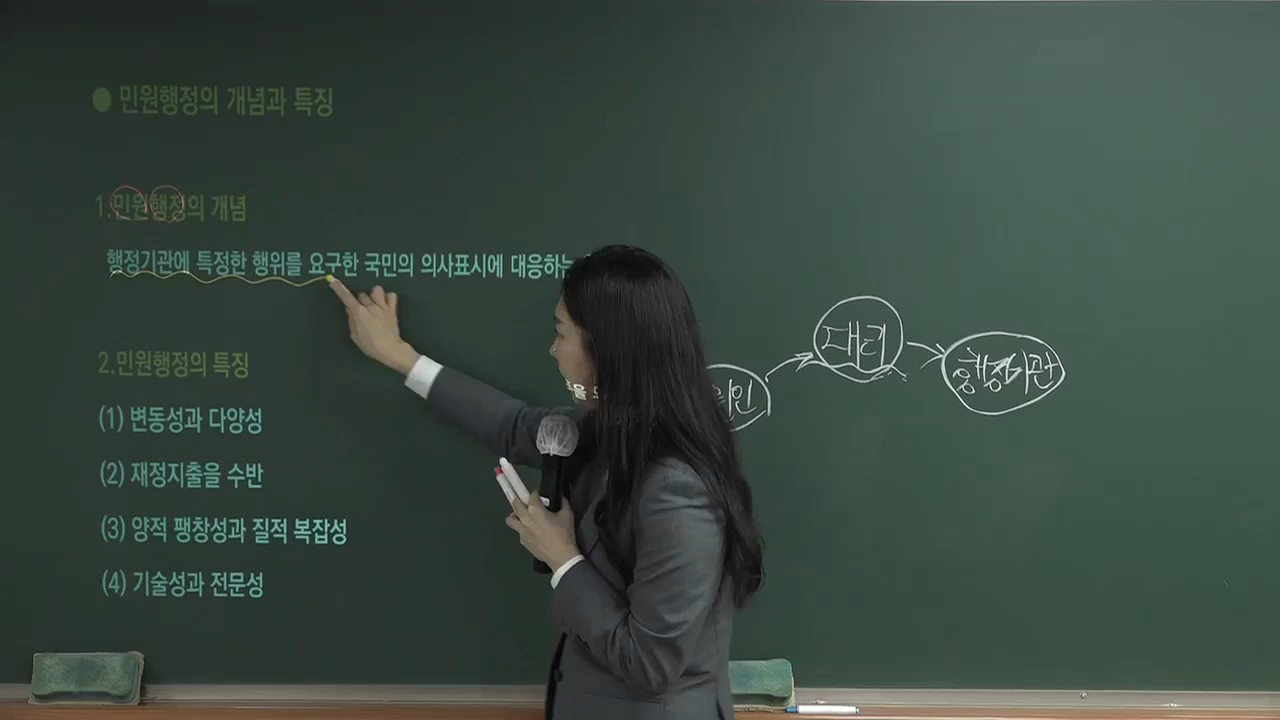 ● 민원행정의 개념과 특징
1.민원행정의 개념
행정기관에 특정한 행위를 요구한 국민의 의사표시에 대응하는
2.민원행정의 특징
(1) 변동성과 다양성
(2) 재정지출을 수반
(3) 양적 팽창성과 질적 복잡성
(4) 기술성과 전문성
대리
행정기관